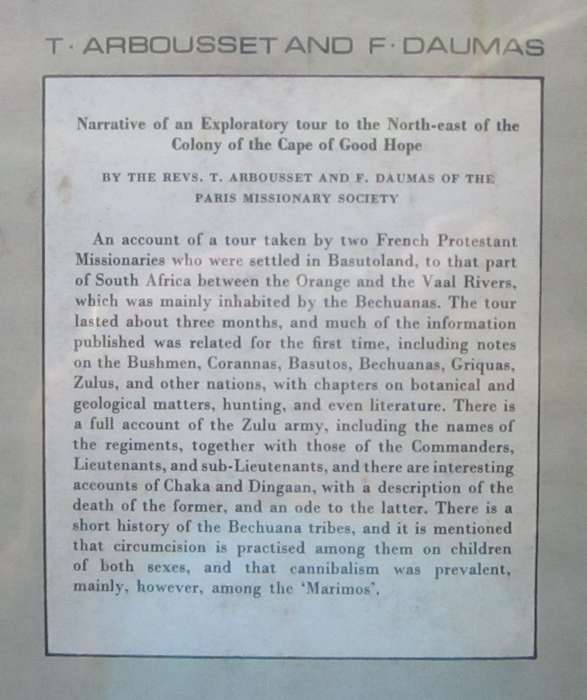 T· ARBOUSSET AND F· DAUMAS
Narrative of an Exploratory tour to the North-east of the
Colony of the Cape of Good Hope
BY THE REVS. T. ARBOUSSET AND F. DAUMAS OF THE
PARIS MISSIONARY SOCIETY
An account of a tour taken by two French Protestant
Missionaries who were settled in Basutoland, to that part
of South Africa between the Orange and the Vaal Rivers,
which was mainly inhabited by the Bechuanas. The tour
lasted about three months, and much of the information
published was related for the first time, including notes
on the Bushmen, Corannas, Basutos, Bechuanas, Griquas,
Zulus, and other nations, with chapters on botanical and
geological matters, hunting, and even literature. There is
a full account of the Zulu army, including the names of
the regiments, together with those of the Commanders,
Lieutenants, and sub-Lieutenants, and there are interesting
accounts of Chaka and Dingaan, with a description of the
death of the former, and an ode to the latter. There is a
short history of the Bechuana tribes, and it is mentioned
that circumcision is practised among them on children
of both sexes, and that cannibalism was prevalent,
mainly, however, among the ‘Marimos’.